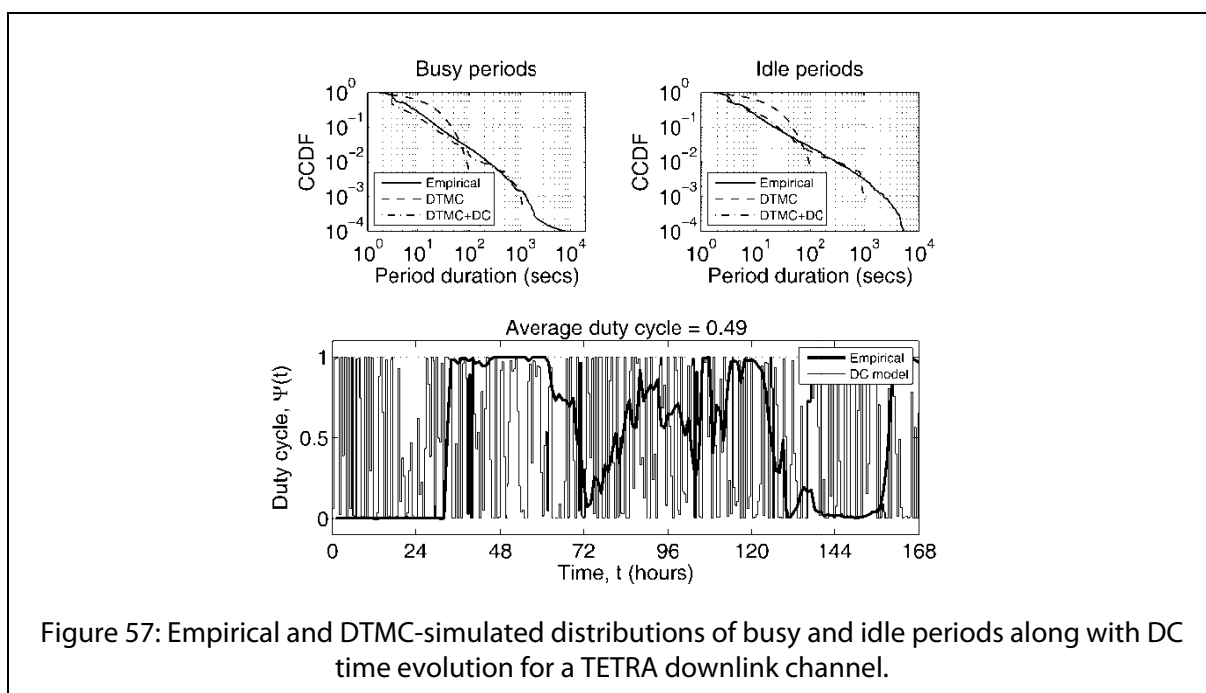 Busy periods
Idle periods
10^0
10^-1
10^-2
10^-3
10^-4
CCDF
Empirical
DTMC
DTMC+DC
10^0 10^1 10^2 10^3 10^4
Period duration (secs)
10^0
10^-1
10^-2
10^-3
10^-4
CCDF
Empirical
DTMC
DTMC+DC
10^0 10^1 10^2 10^3 10^4
Period duration (secs)
Average duty cycle = 0.49
Duty cycle, Ψ(t)
1
0.5
0
Empirical
DC model
0 24 48 72 96 120 144 168
Time, t (hours)
Figure 57: Empirical and DTMC-simulated distributions of busy and idle periods along with DC
time evolution for a TETRA downlink channel.